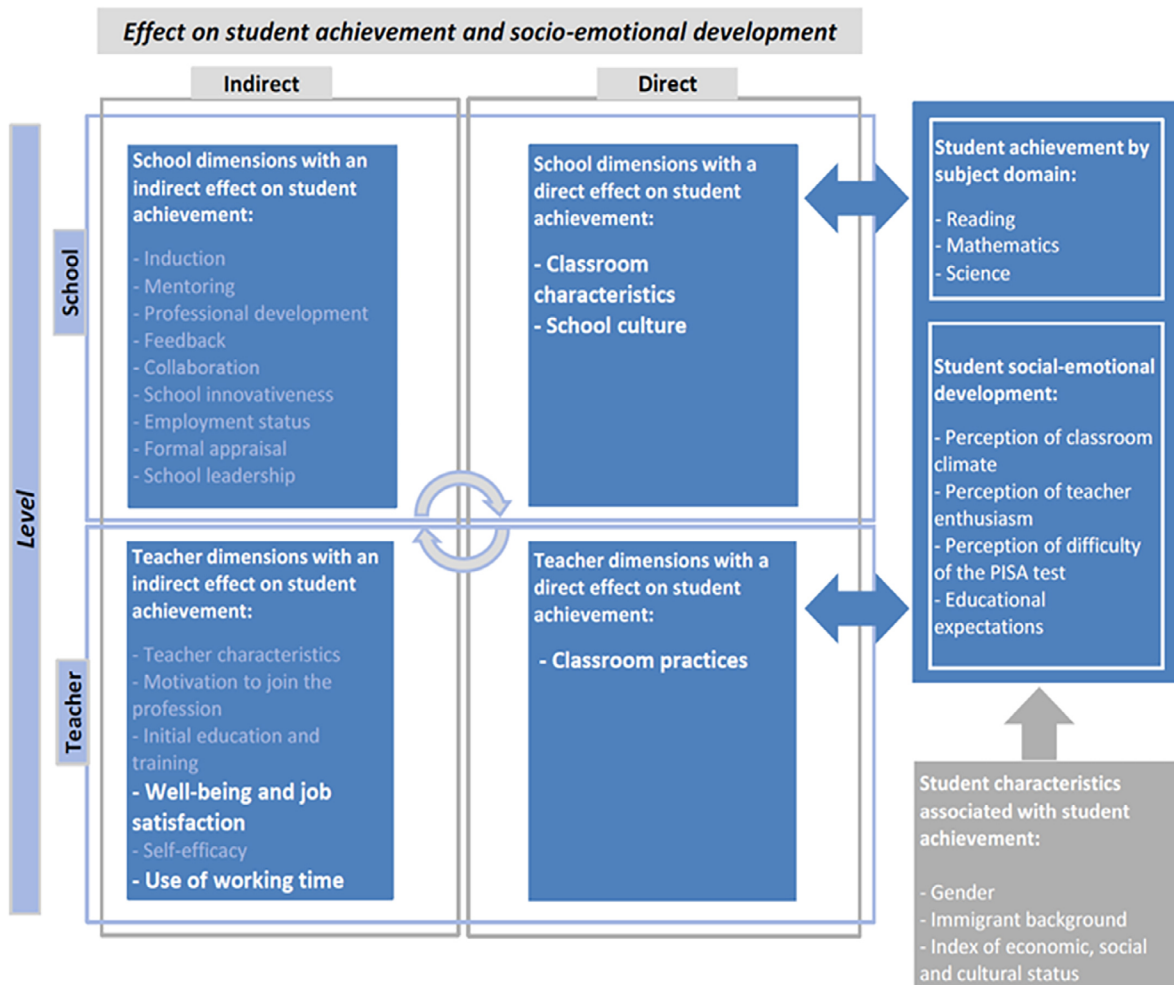 Effect on student achievement and socio-emotional development
Indirect
Direct
Level
School
School dimensions with an
indirect effect on student
achievement:
- Induction
- Mentoring
- Professional development
- Feedback
- Collaboration
- School innovativeness
- Employment status
- Formal appraisal
- School leadership
School dimensions with a
direct effect on student
achievement:
- Classroom
characteristics
- School culture
Student achievement by
subject domain:
- Reading
- Mathematics
- Science
Student social-emotional
development:
- Perception of classroom
climate
- Perception of teacher
enthusiasm
- Perception of difficulty
of the PISA test
- Educational
expectations
Teacher
Teacher dimensions with an
indirect effect on student
achievement:
- Teacher characteristics
- Motivation to join the
profession
- Initial education and
training
- Well-being and job
satisfaction
- Self-efficacy
- Use of working time
Teacher dimensions with a
direct effect on student
achievement:
- Classroom practices
Student characteristics
associated with student
achievement:
- Gender
- Immigrant background
- Index of economic, social
and cultural status